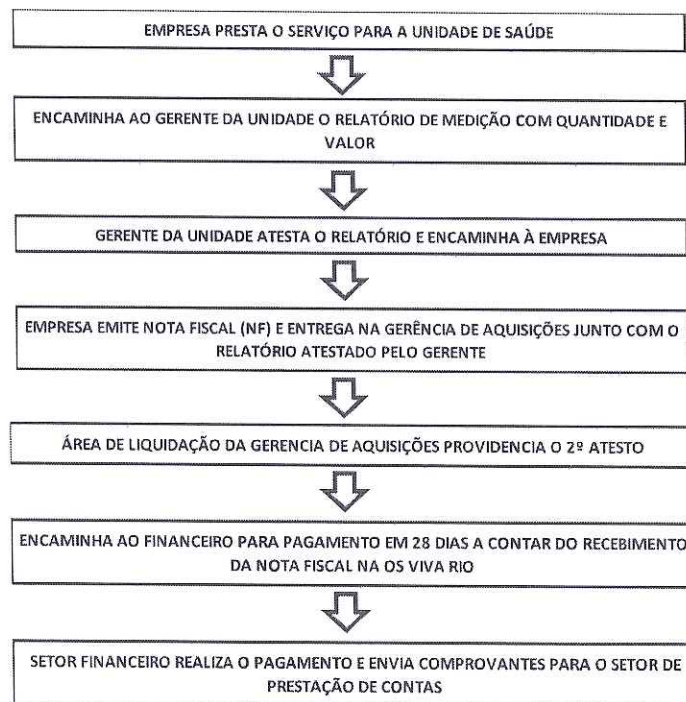 EMPRESA PRESTA O SERVIÇO PARA A UNIDADE DE SAÚDE
ENCAMINHA AO GERENTE DA UNIDADE O RELATÓRIO DE MEDIÇÃO COM QUANTIDADE E
VALOR
GERENTE DA UNIDADE ATESTA O RELATÓRIO E ENCAMINHA À EMPRESA
EMPRESA EMITE NOTA FISCAL (NF) E ENTREGA NA GERÊNCIA DE AQUISIÇÕES JUNTO COM O
RELATÓRIO ATESTADO PELO GERENTE
ÁREA DE LIQUIDAÇÃO DA GERENCIA DE AQUISIÇÕES PROVIDENCIA O 2º ATESTO
ENCAMINHA AO FINANCEIRO PARA PAGAMENTO EM 28 DIAS A CONTAR DO RECEBIMENTO
DA NOTA FISCAL NA OS VIVA RIO
SETOR FINANCEIRO REALIZA O PAGAMENTO E ENVIA COMPROVANTES PARA O SETOR DE
PRESTAÇÃO DE CONTAS